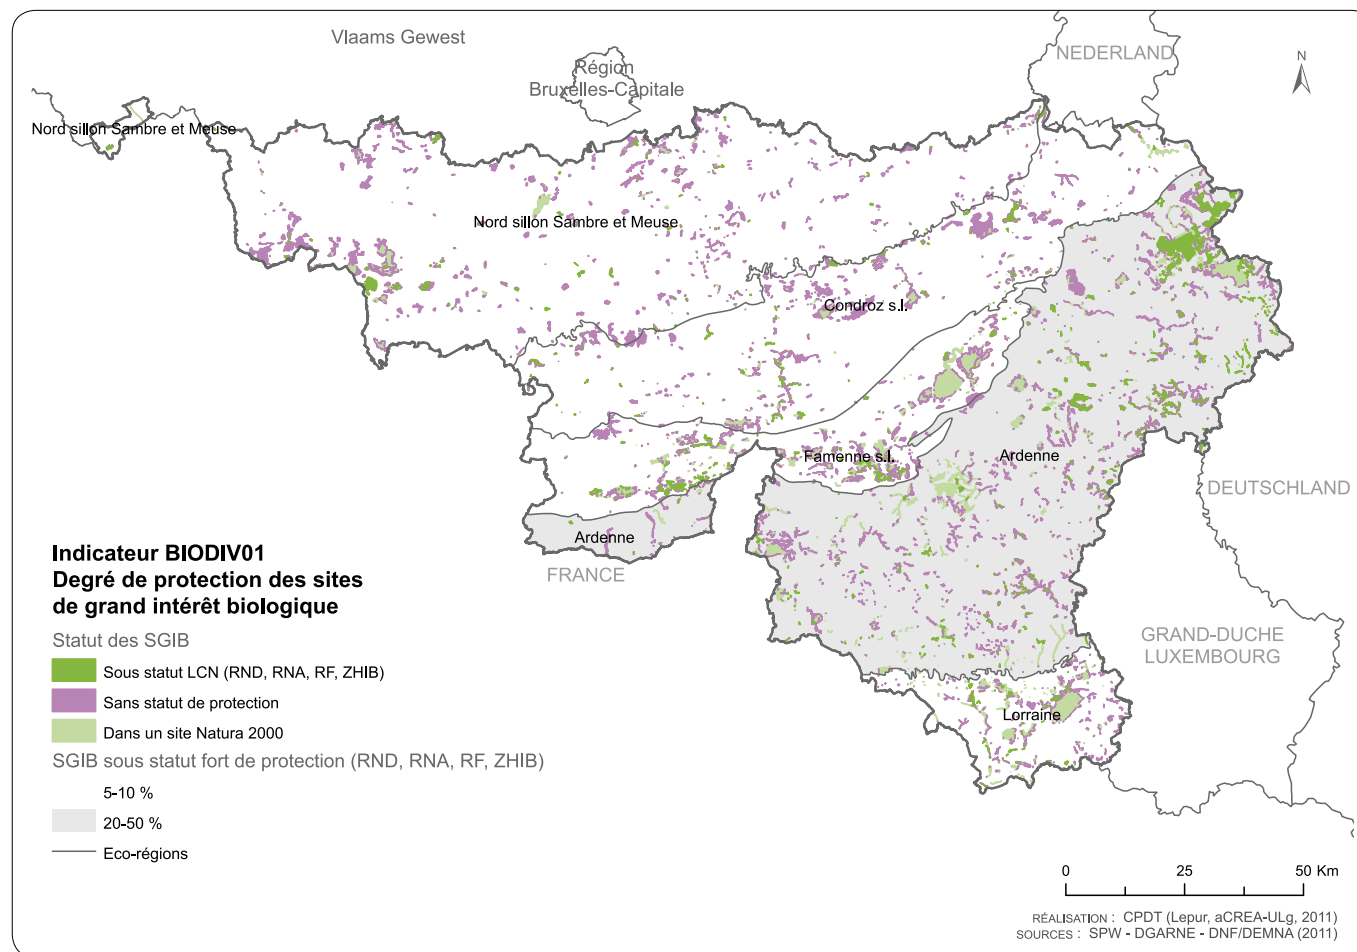 Vlaams Gewest
NEDERLAND
N
Région
Bruxelles-Capitale
Nord sillon Sambre et Meuse
Nord sillon Sambre et Meuse
Condroz s.l.
Famenne s.l.
Ardenne
DEUTSCHLAND
Ardenne
FRANCE
GRAND-DUCHE
LUXEMBOURG
Lorraine
Indicateur BIODIV01
Degré de protection des sites
de grand intérêt biologique
Statut des SGIB
Sous statut LCN (RND, RNA, RF, ZHIB)
Sans statut de protection
Dans un site Natura 2000
SGIB sous statut fort de protection (RND, RNA, RF, ZHIB)
5-10 %
20-50 %
Eco-régions
0 25 50 Km
RÉALISATION : CPDT (Lepur, aCREA-ULg, 2011)
SOURCES : SPW - DGARNE - DNF/DEMNA (2011)